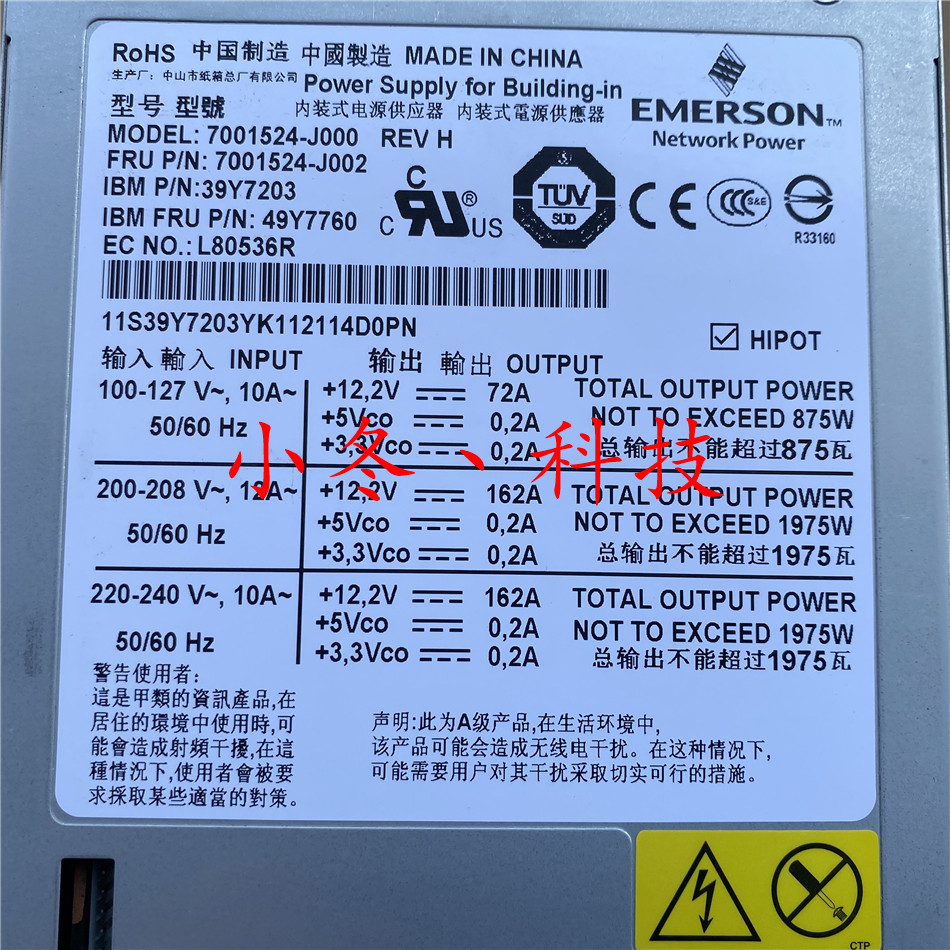 RoHS 中国制造 中國製造 MADE IN CHINA
生产厂: 中山市纸箱总厂有限公司 Power Supply for Building-in
型号 型號 内装式电源供应器 內裝式電源供應器
EMERSON™
Network Power
MODEL: 7001524-J000 REV H
FRU P/N: 7001524-J002
IBM P/N:39Y7203
IBM FRU P/N: 49Y7760
EC NO.: L80536R
C RU ® US
C
TÜV
SÜD
CE
CCC S&E
R33160
11S39Y7203YK112114D0PN
HIPOT
输入 輸入 INPUT 输出 輸出 OUTPUT
100-127 V~, 10A~ +12,2V 72A TOTAL OUTPUT POWER
50/60 Hz +5Vco 0,2A NOT TO EXCEED 875W
+3,3Vco 0,2A 总输出不能超过875瓦
小冬、科技
200-208 V~, 12A~ +12,2V 162A TOTAL OUTPUT POWER
50/60 Hz +5Vco 0,2A NOT TO EXCEED 1975W
+3,3Vco 0,2A 总输出不能超过1975瓦
220-240 V~, 10A~ +12,2V 162A TOTAL OUTPUT POWER
50/60 Hz +5Vco 0,2A NOT TO EXCEED 1975W
+3,3Vco 0,2A 总输出不能超过1975瓦
警告使用者:
這是甲類的資訊產品,在
居住的環境中使用時,可
能會造成射頻干擾,在這
種情況下,使用者會被要
求採取某些適當的對策。
声明:此为A级产品,在生活环境中,
该产品可能会造成无线电干扰。在这种情况下,
可能需要用户对其干扰采取切实可行的措施。
CTP